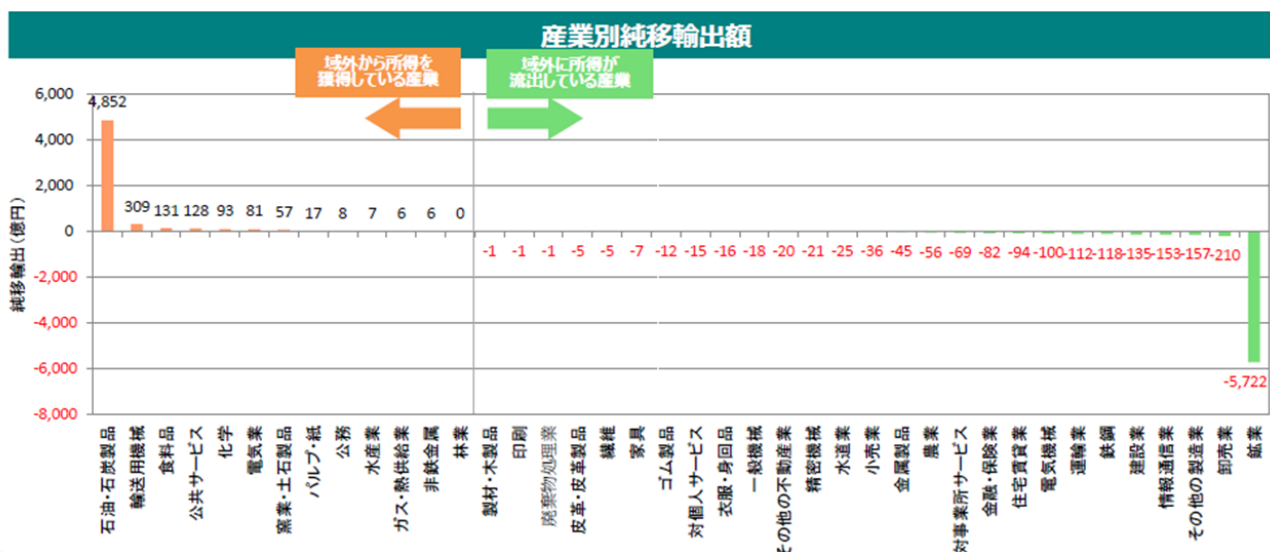 産業別純移輸出額
域外から所得を
獲得している産業
域外に所得が
流出している産業
純移輸出(億円)
6,000
4,000
2,000
0
-2,000
-4,000
-6,000
-8,000
4,852
309
131
128
93
81
57
17
8
7
6
6
0
-1
-1
-1
-5
-5
-7
-12
-15
-16
-18
-20
-21
-25
-36
-45
-56
-69
-82
-94
-100
-112
-118
-135
-153
-157
-210
-5,722
石油・石炭製品
輸送用機械
食料品
公共サービス
化学
電気業
窯業・土石製品
パルプ・紙
公務
水産業
ガス・熱供給業
非鉄金属
林業
製材・木製品
印刷
廃棄物処理業
皮革・皮革製品
繊維
家具
ゴム製品
対個人サービス
衣服・身回品
一般機械
その他の不動産業
精密機械
水道業
小売業
金属製品
農業
対事業所サービス
金融・保険業
住宅賃貸業
電気機械
運輸業
鉄鋼
建設業
情報通信業
その他の製造業
卸売業
鉱業